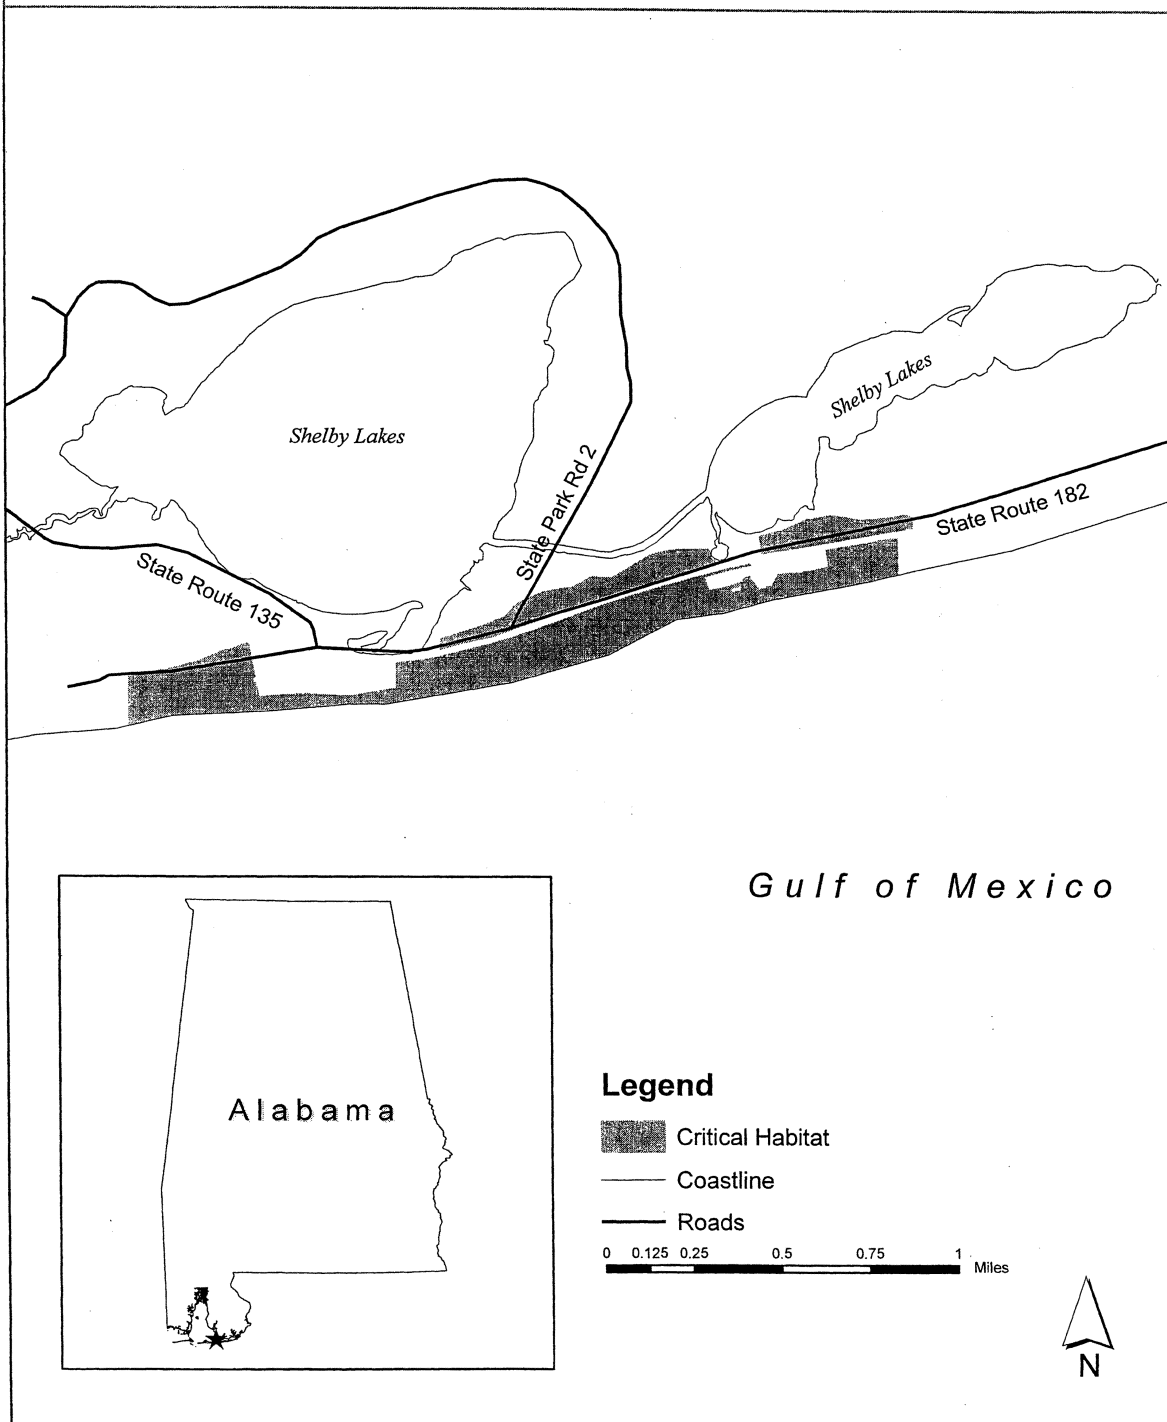 Shelby Lakes
Shelby Lakes
State Park Rd 2
State Route 182
State Route 135
Gulf of Mexico
Alabama
Legend
Critical Habitat
Coastline
Roads
0 0.125 0.25 0.5 0.75 1
Miles
N